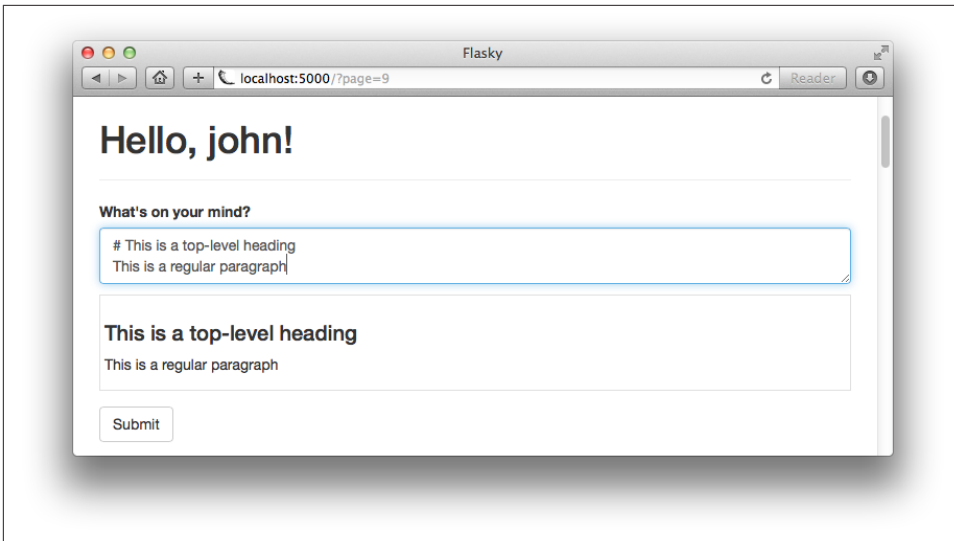 Flasky
localhost:5000/?page=9
Reader
Hello, john!
What's on your mind?
# This is a top-level heading
This is a regular paragraph
This is a top-level heading
This is a regular paragraph
Submit